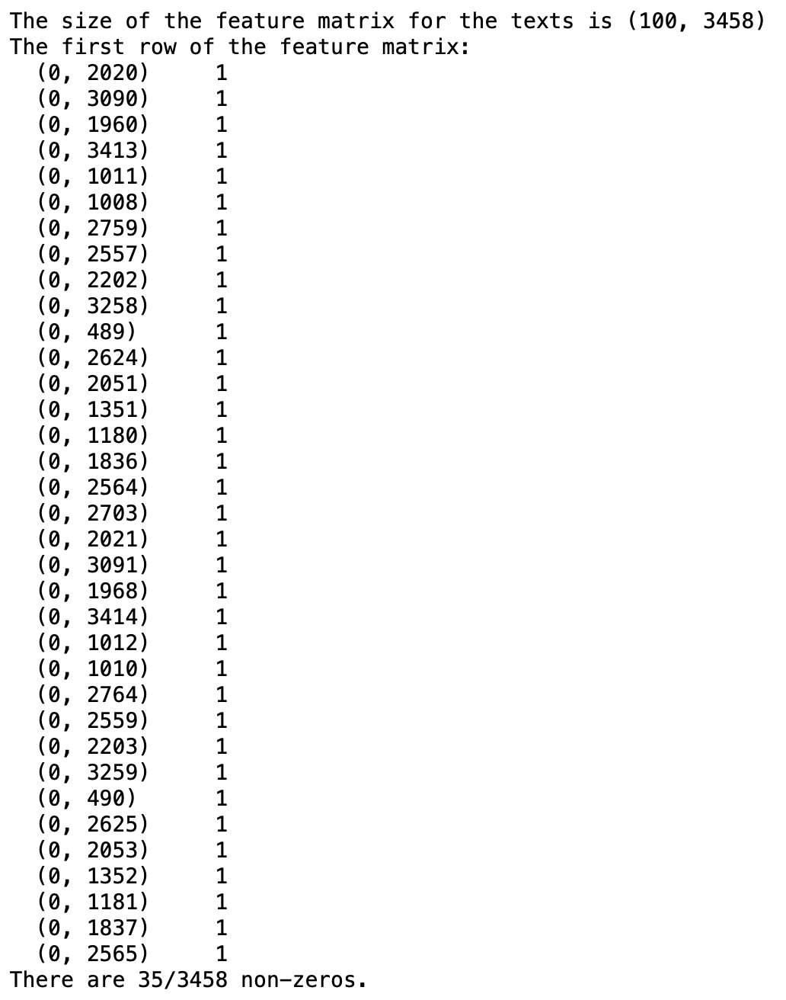 The size of the feature matrix for the texts is (100, 3458)
The first row of the feature matrix:
  (0, 2020)     1
  (0, 3090)     1
  (0, 1960)     1
  (0, 3413)     1
  (0, 1011)     1
  (0, 1008)     1
  (0, 2759)     1
  (0, 2557)     1
  (0, 2202)     1
  (0, 3258)     1
  (0, 489)      1
  (0, 2624)     1
  (0, 2051)     1
  (0, 1351)     1
  (0, 1180)     1
  (0, 1836)     1
  (0, 2564)     1
  (0, 2703)     1
  (0, 2021)     1
  (0, 3091)     1
  (0, 1968)     1
  (0, 3414)     1
  (0, 1012)     1
  (0, 1010)     1
  (0, 2764)     1
  (0, 2559)     1
  (0, 2203)     1
  (0, 3259)     1
  (0, 490)      1
  (0, 2625)     1
  (0, 2053)     1
  (0, 1352)     1
  (0, 1181)     1
  (0, 1837)     1
  (0, 2565)     1
There are 35/3458 non-zeros.